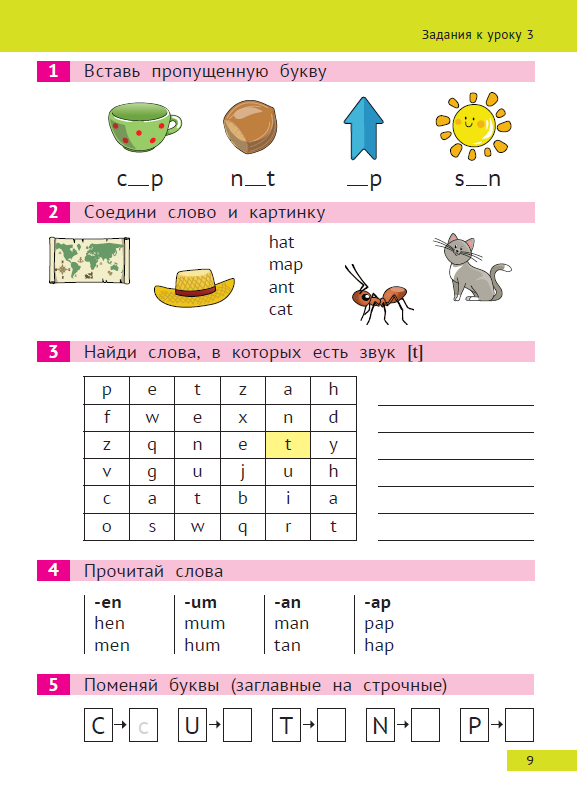 Задания к уроку 3
1 Вставь пропущенную букву
c__p n__t __p s__n
2 Соедини слово и картинку
hat
map
ant
cat
3 Найди слова, в которых есть звук [t]
p e t z a h
f w e x n d
z q n e t y
v g u j u h
c a t b i a
o s w q r t
4 Прочитай слова
-en -um -an -ap
hen mum man pap
men hum tan hap
5 Поменяй буквы (заглавные на строчные)
C → c U → T → N → P →
9